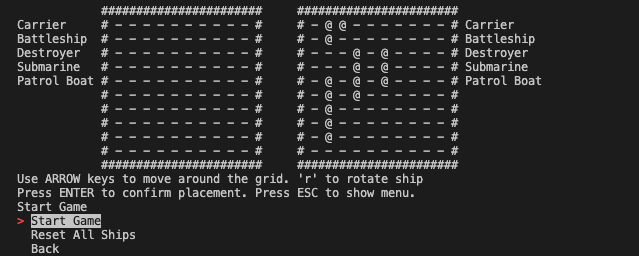 ####################### #######################
Carrier # - - - - - - - - - - # # - @ @ - - - - - - - # Carrier
Battleship # - - - - - - - - - - # # - @ - - - - - - - - # Battleship
Destroyer # - - - - - - - - - - # # - - - @ - @ - - - - # Destroyer
Submarine # - - - - - - - - - - # # - - - @ - @ - - - - # Submarine
Patrol Boat # - - - - - - - - - - # # - @ - @ - @ - - - - # Patrol Boat
# - - - - - - - - - - # # - @ - @ - - - - - - #
# - - - - - - - - - - # # - @ - - - - - - - - #
# - - - - - - - - - - # # - @ - - - - - - - - #
# - - - - - - - - - - # # - @ - - - - - - - - #
# - - - - - - - - - - # # - - - - - - - - - - #
####################### #######################
Use ARROW keys to move around the grid. 'r' to rotate ship
Press ENTER to confirm placement. Press ESC to show menu.
Start Game
> Start Game
Reset All Ships
Back